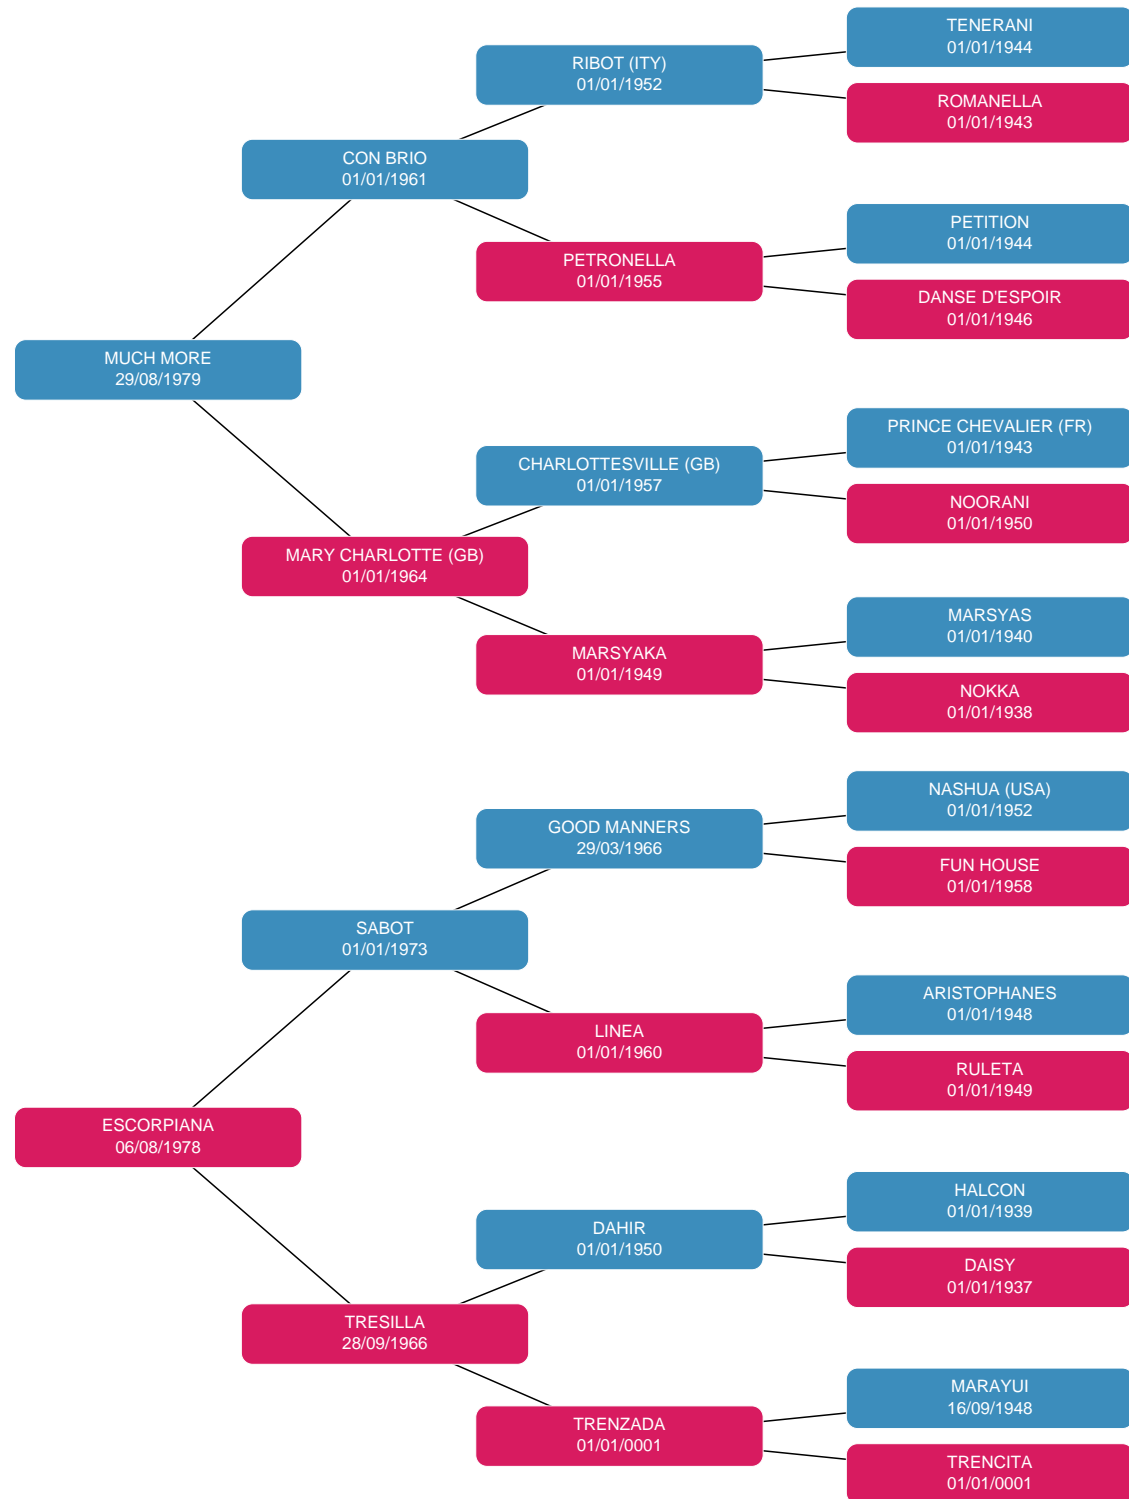 TENERANI
01/01/1944
RIBOT (ITY)
01/01/1952
ROMANELLA
01/01/1943
CON BRIO
01/01/1961
PETITION
01/01/1944
PETRONELLA
01/01/1955
DANSE D'ESPOIR
01/01/1946
MUCH MORE
29/08/1979
PRINCE CHEVALIER (FR)
01/01/1943
CHARLOTTESVILLE (GB)
01/01/1957
NOORANI
01/01/1950
MARY CHARLOTTE (GB)
01/01/1964
MARSYAS
01/01/1940
MARSYAKA
01/01/1949
NOKKA
01/01/1938
NASHUA (USA)
01/01/1952
GOOD MANNERS
29/03/1966
FUN HOUSE
01/01/1958
SABOT
01/01/1973
ARISTOPHANES
01/01/1948
LINEA
01/01/1960
RULETA
01/01/1949
ESCORPIANA
06/08/1978
HALCON
01/01/1939
DAHIR
01/01/1950
DAISY
01/01/1937
TRESILLA
28/09/1966
MARAYUI
16/09/1948
TRENZADA
01/01/0001
TRENCITA
01/01/0001